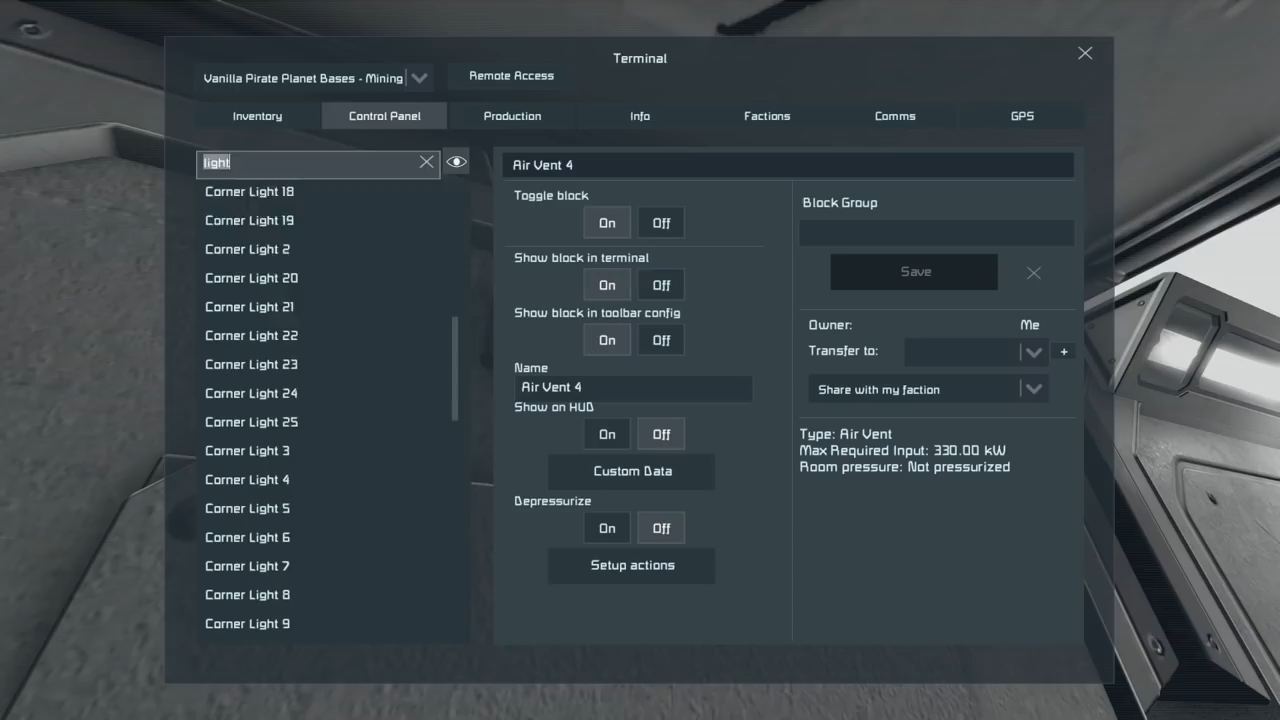 Terminal
Vanilla Pirate Planet Bases - Mining
Remote Access
Inventory
Control Panel
Production
Info
Factions
Comms
GPS
light
Corner Light 18
Corner Light 19
Corner Light 2
Corner Light 20
Corner Light 21
Corner Light 22
Corner Light 23
Corner Light 24
Corner Light 25
Corner Light 3
Corner Light 4
Corner Light 5
Corner Light 6
Corner Light 7
Corner Light 8
Corner Light 9
Air Vent 4
Toggle block
On Off
Show block in terminal
On Off
Show block in toolbar config
On Off
Name
Air Vent 4
Show on HUD
On Off
Custom Data
Depressurize
On Off
Setup actions
Block Group
Save
Owner: Me
Transfer to:
+
Share with my faction
Type: Air Vent
Max Required Input: 330.00 kW
Room pressure: Not pressurized